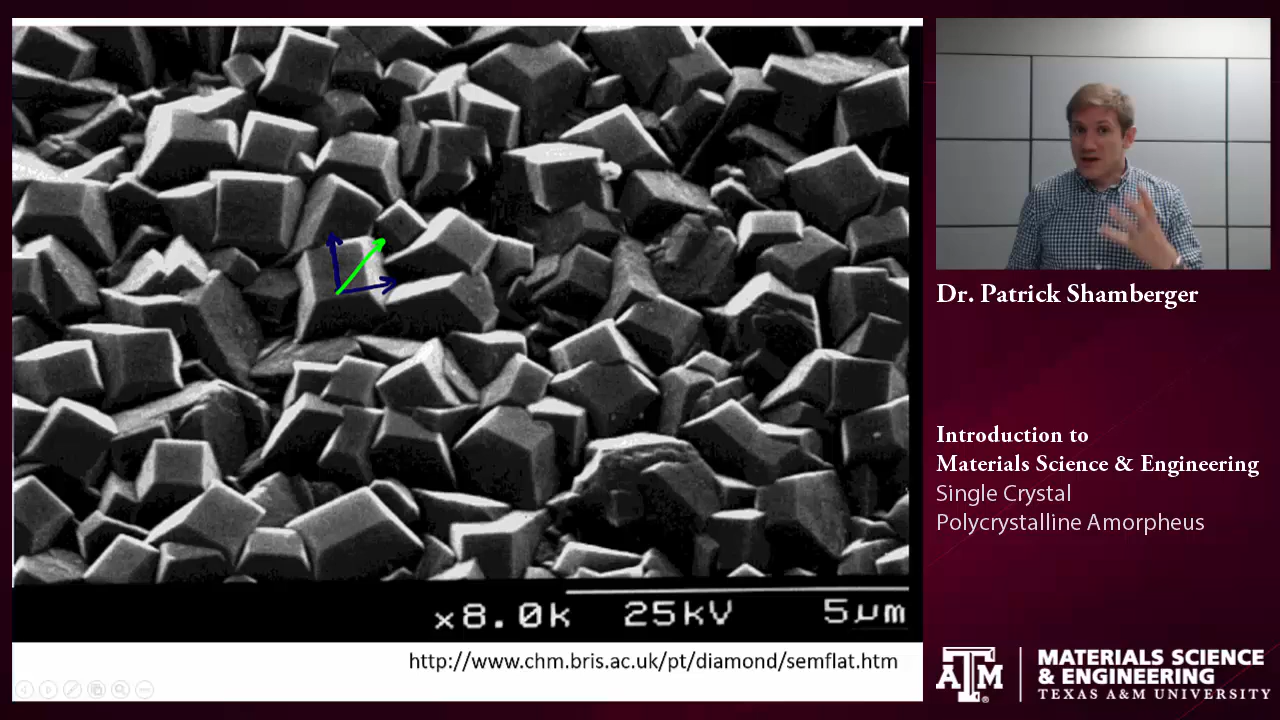 x8.0k 25kV 5µm
http://www.chm.bris.ac.uk/pt/diamond/semflat.htm
Dr. Patrick Shamberger
Introduction to
Materials Science & Engineering
Single Crystal
Polycrystalline Amorpheus
ATM®
MATERIALS SCIENCE
& ENGINEERING
TEXAS A&M UNIVERSITY